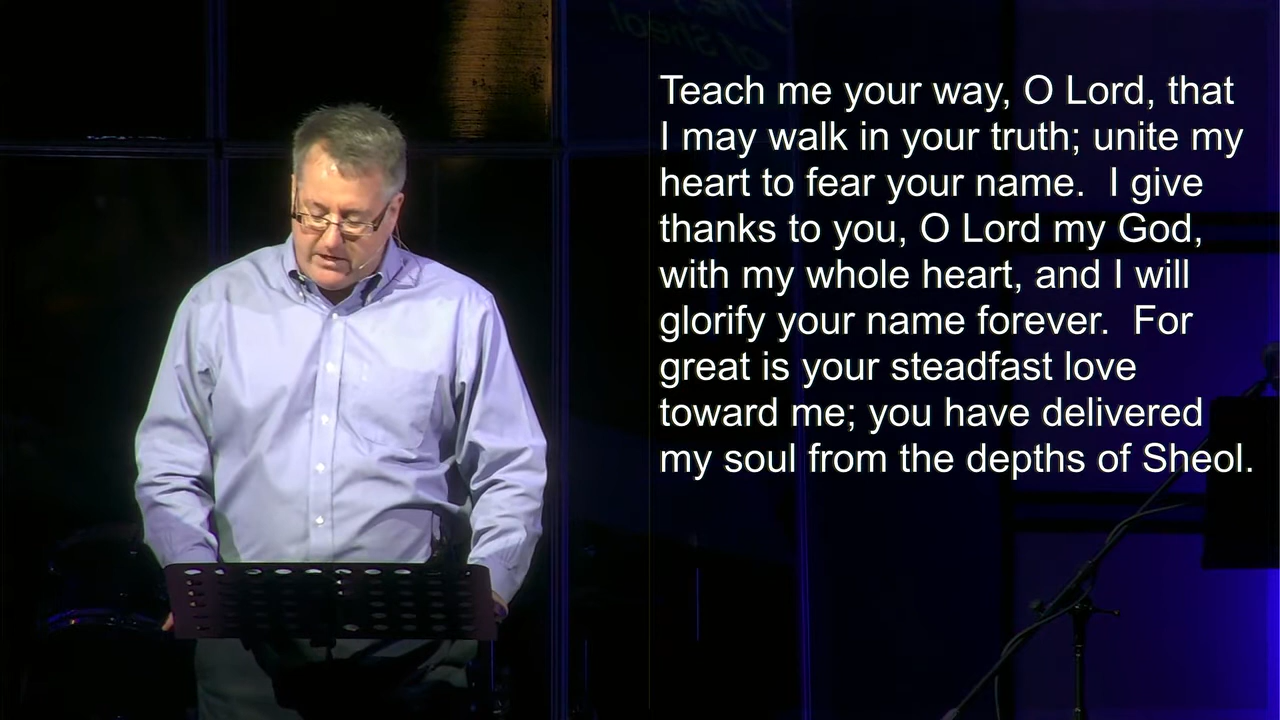 Teach me your way, O Lord, that
I may walk in your truth; unite my
heart to fear your name.  I give
thanks to you, O Lord my God,
with my whole heart, and I will
glorify your name forever.  For
great is your steadfast love
toward me; you have delivered
my soul from the depths of Sheol.
of Sheol